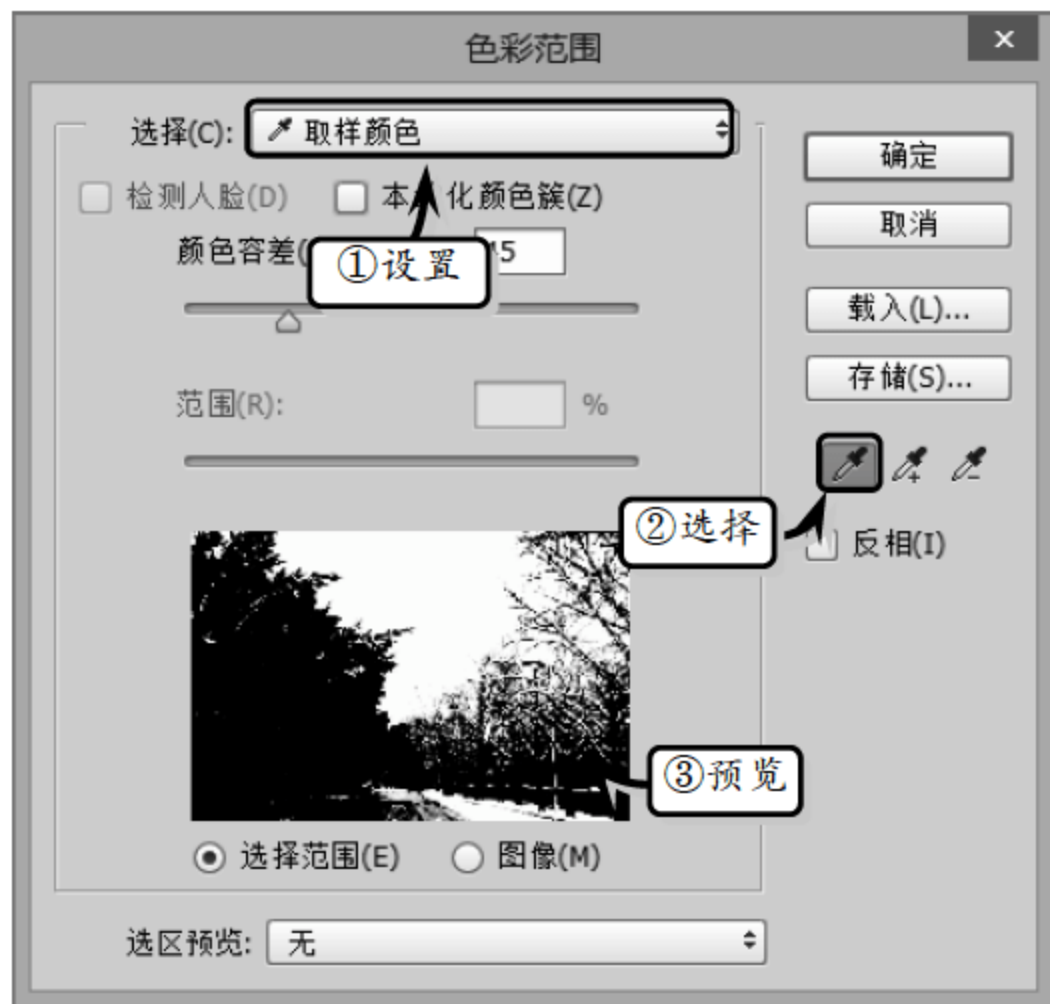 色彩范围
×
选择(C): 取样颜色
确定
检测人脸(D) 本 化颜色簇(Z)
取消
颜色容差( 5
①设置
载入(L)...
存储(S)...
范围(R): %
②选择
反相(I)
③预览
选择范围(E) 图像(M)
选区预览: 无